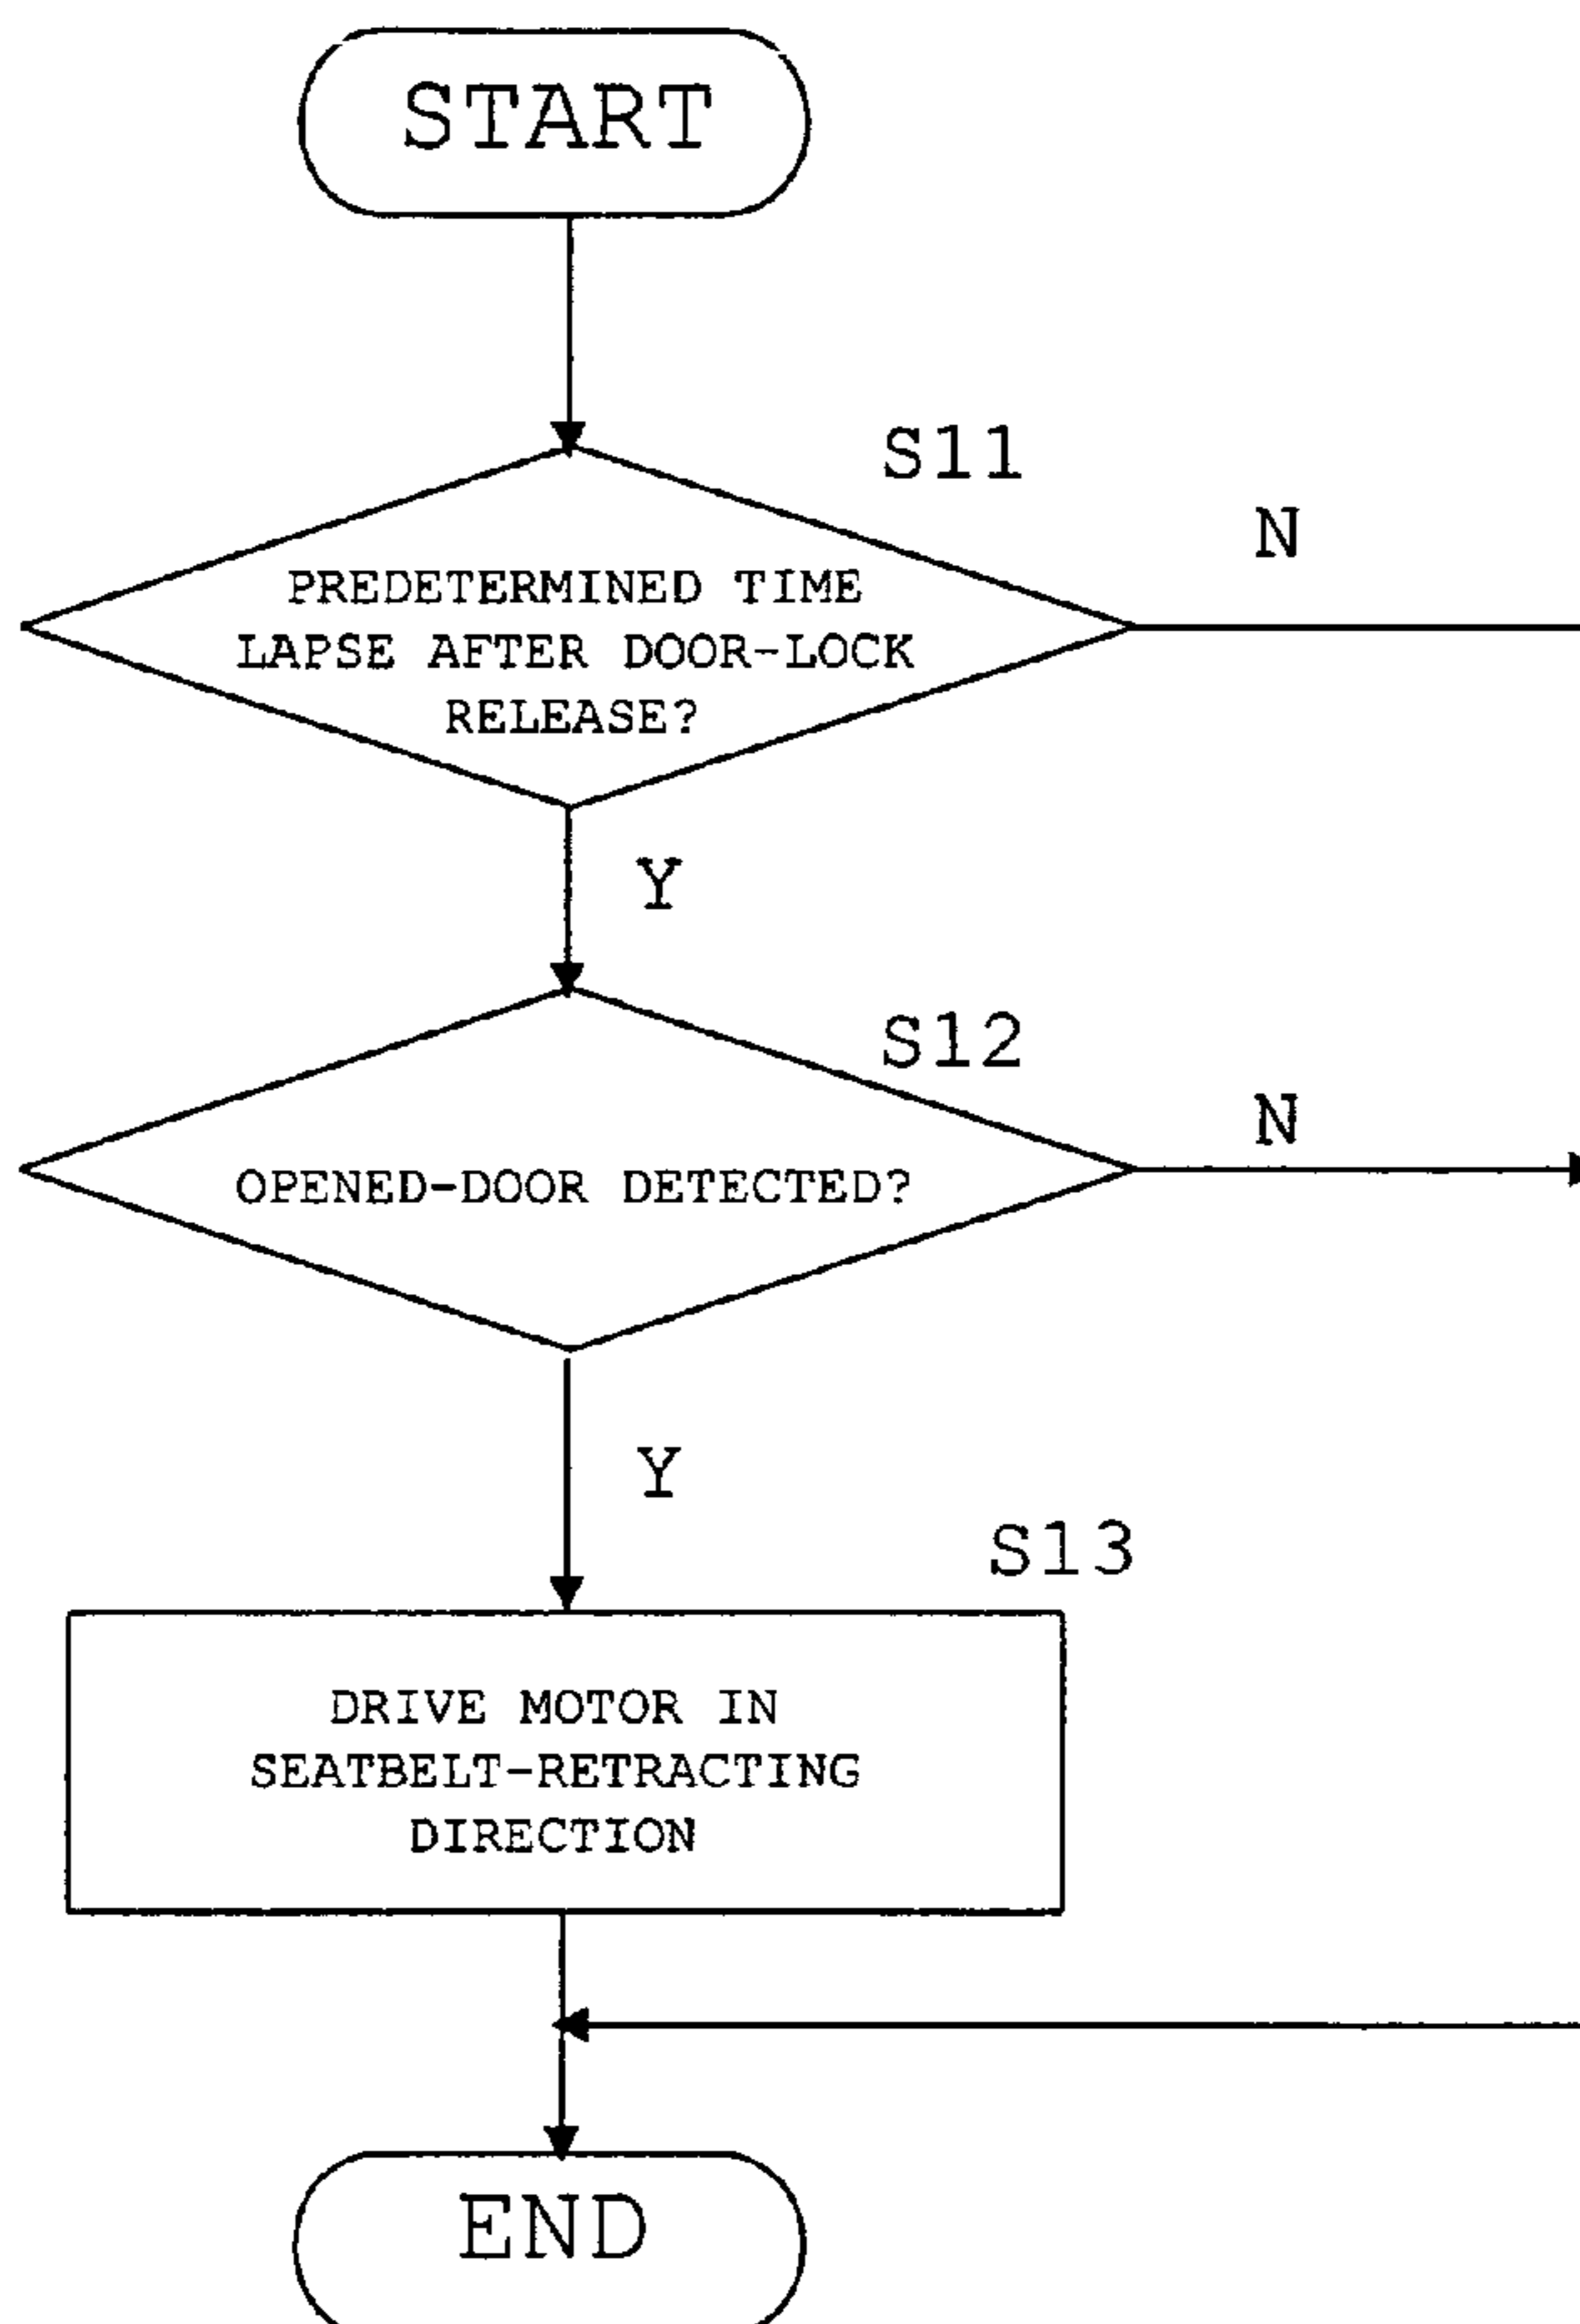 START
S11
N
PREDETERMINED TIME
LAPSE AFTER DOOR-LOCK
RELEASE?
Y
S12
N
OPENED-DOOR DETECTED?
Y
S13
DRIVE MOTOR IN
SEATBELT-RETRACTING
DIRECTION
END